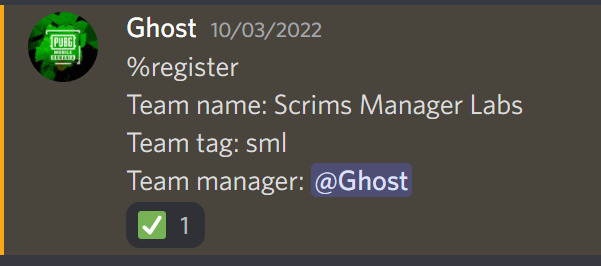 Ghost 10/03/2022
PUBG
MOBILE
%register
Team name: Scrims Manager Labs
Team tag: sml
Team manager: @Ghost
1